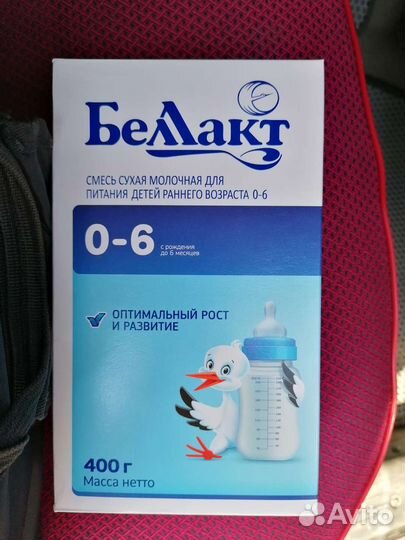 Беллакт
СМЕСЬ СУХАЯ МОЛОЧНАЯ ДЛЯ
ПИТАНИЯ ДЕТЕЙ РАННЕГО ВОЗРАСТА 0-6
0-6
с рождения
до 6 месяцев
ОПТИМАЛЬНЫЙ РОСТ
И РАЗВИТИЕ
400 г
Масса нетто
Avito